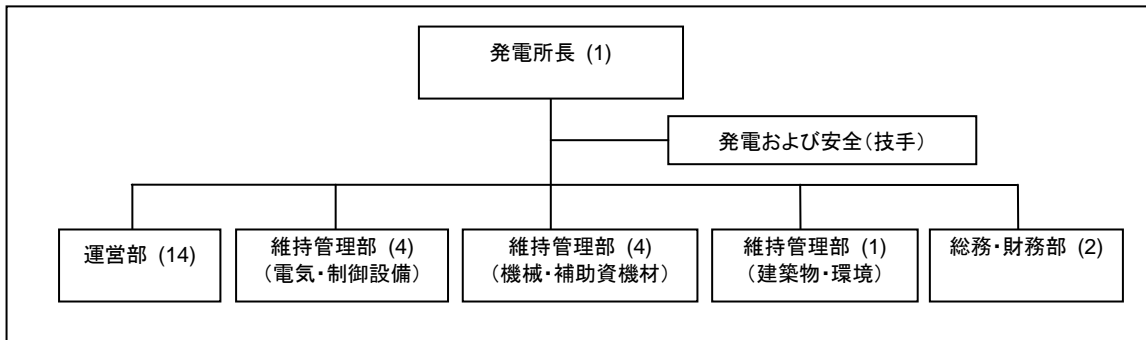 発電所長 (1)
発電および安全(技手)
運営部 (14)
維持管理部 (4)
(電気・制御設備)
維持管理部 (4)
(機械・補助資機材)
維持管理部 (1)
(建築物・環境)
総務・財務部 (2)